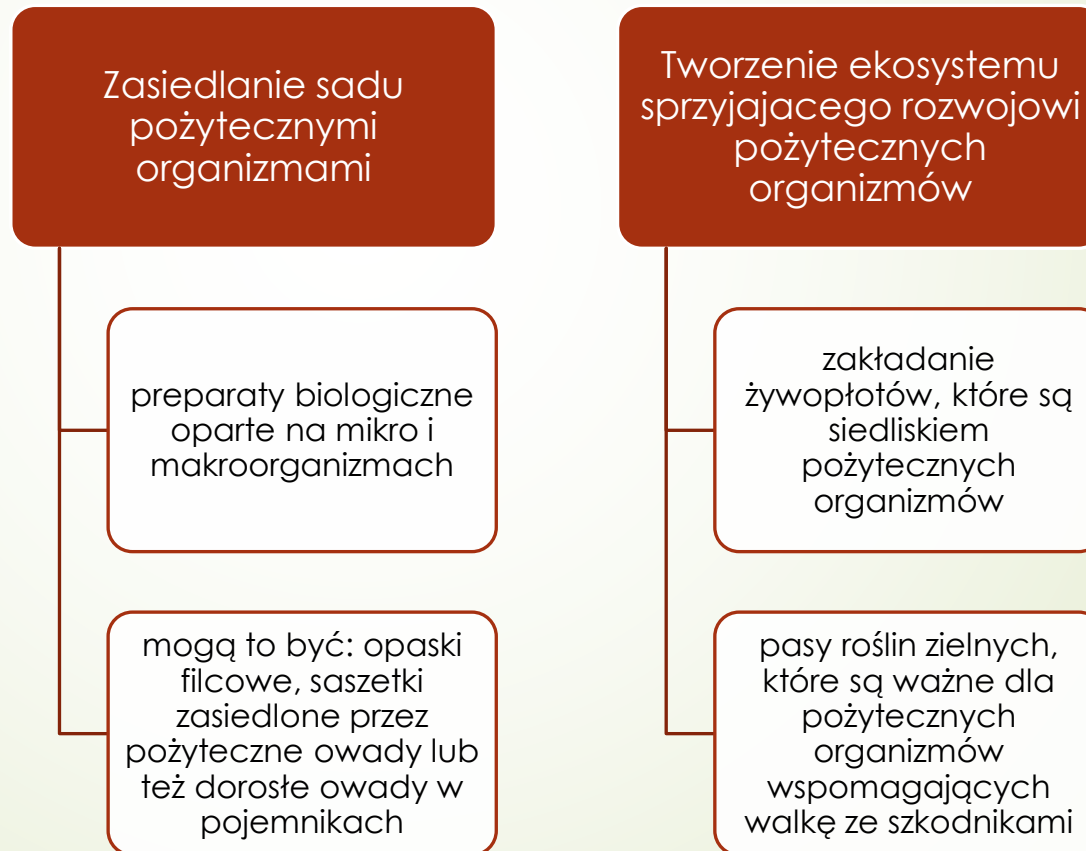 Zasiedlanie sadu
pożytecznymi
organizmami
preparaty biologiczne
oparte na mikro i
makroorganizmach
mogą to być: opaski
filcowe, saszetki
zasiedlone przez
pożyteczne owady lub
też dorosłe owady w
pojemnikach
Tworzenie ekosystemu
sprzyjajacego rozwojowi
pożytecznych
organizmów
zakładanie
żywopłotów, które są
siedliskiem
pożytecznych
organizmów
pasy roślin zielnych,
które są ważne dla
pożytecznych
organizmów
wspomagających
walkę ze szkodnikami